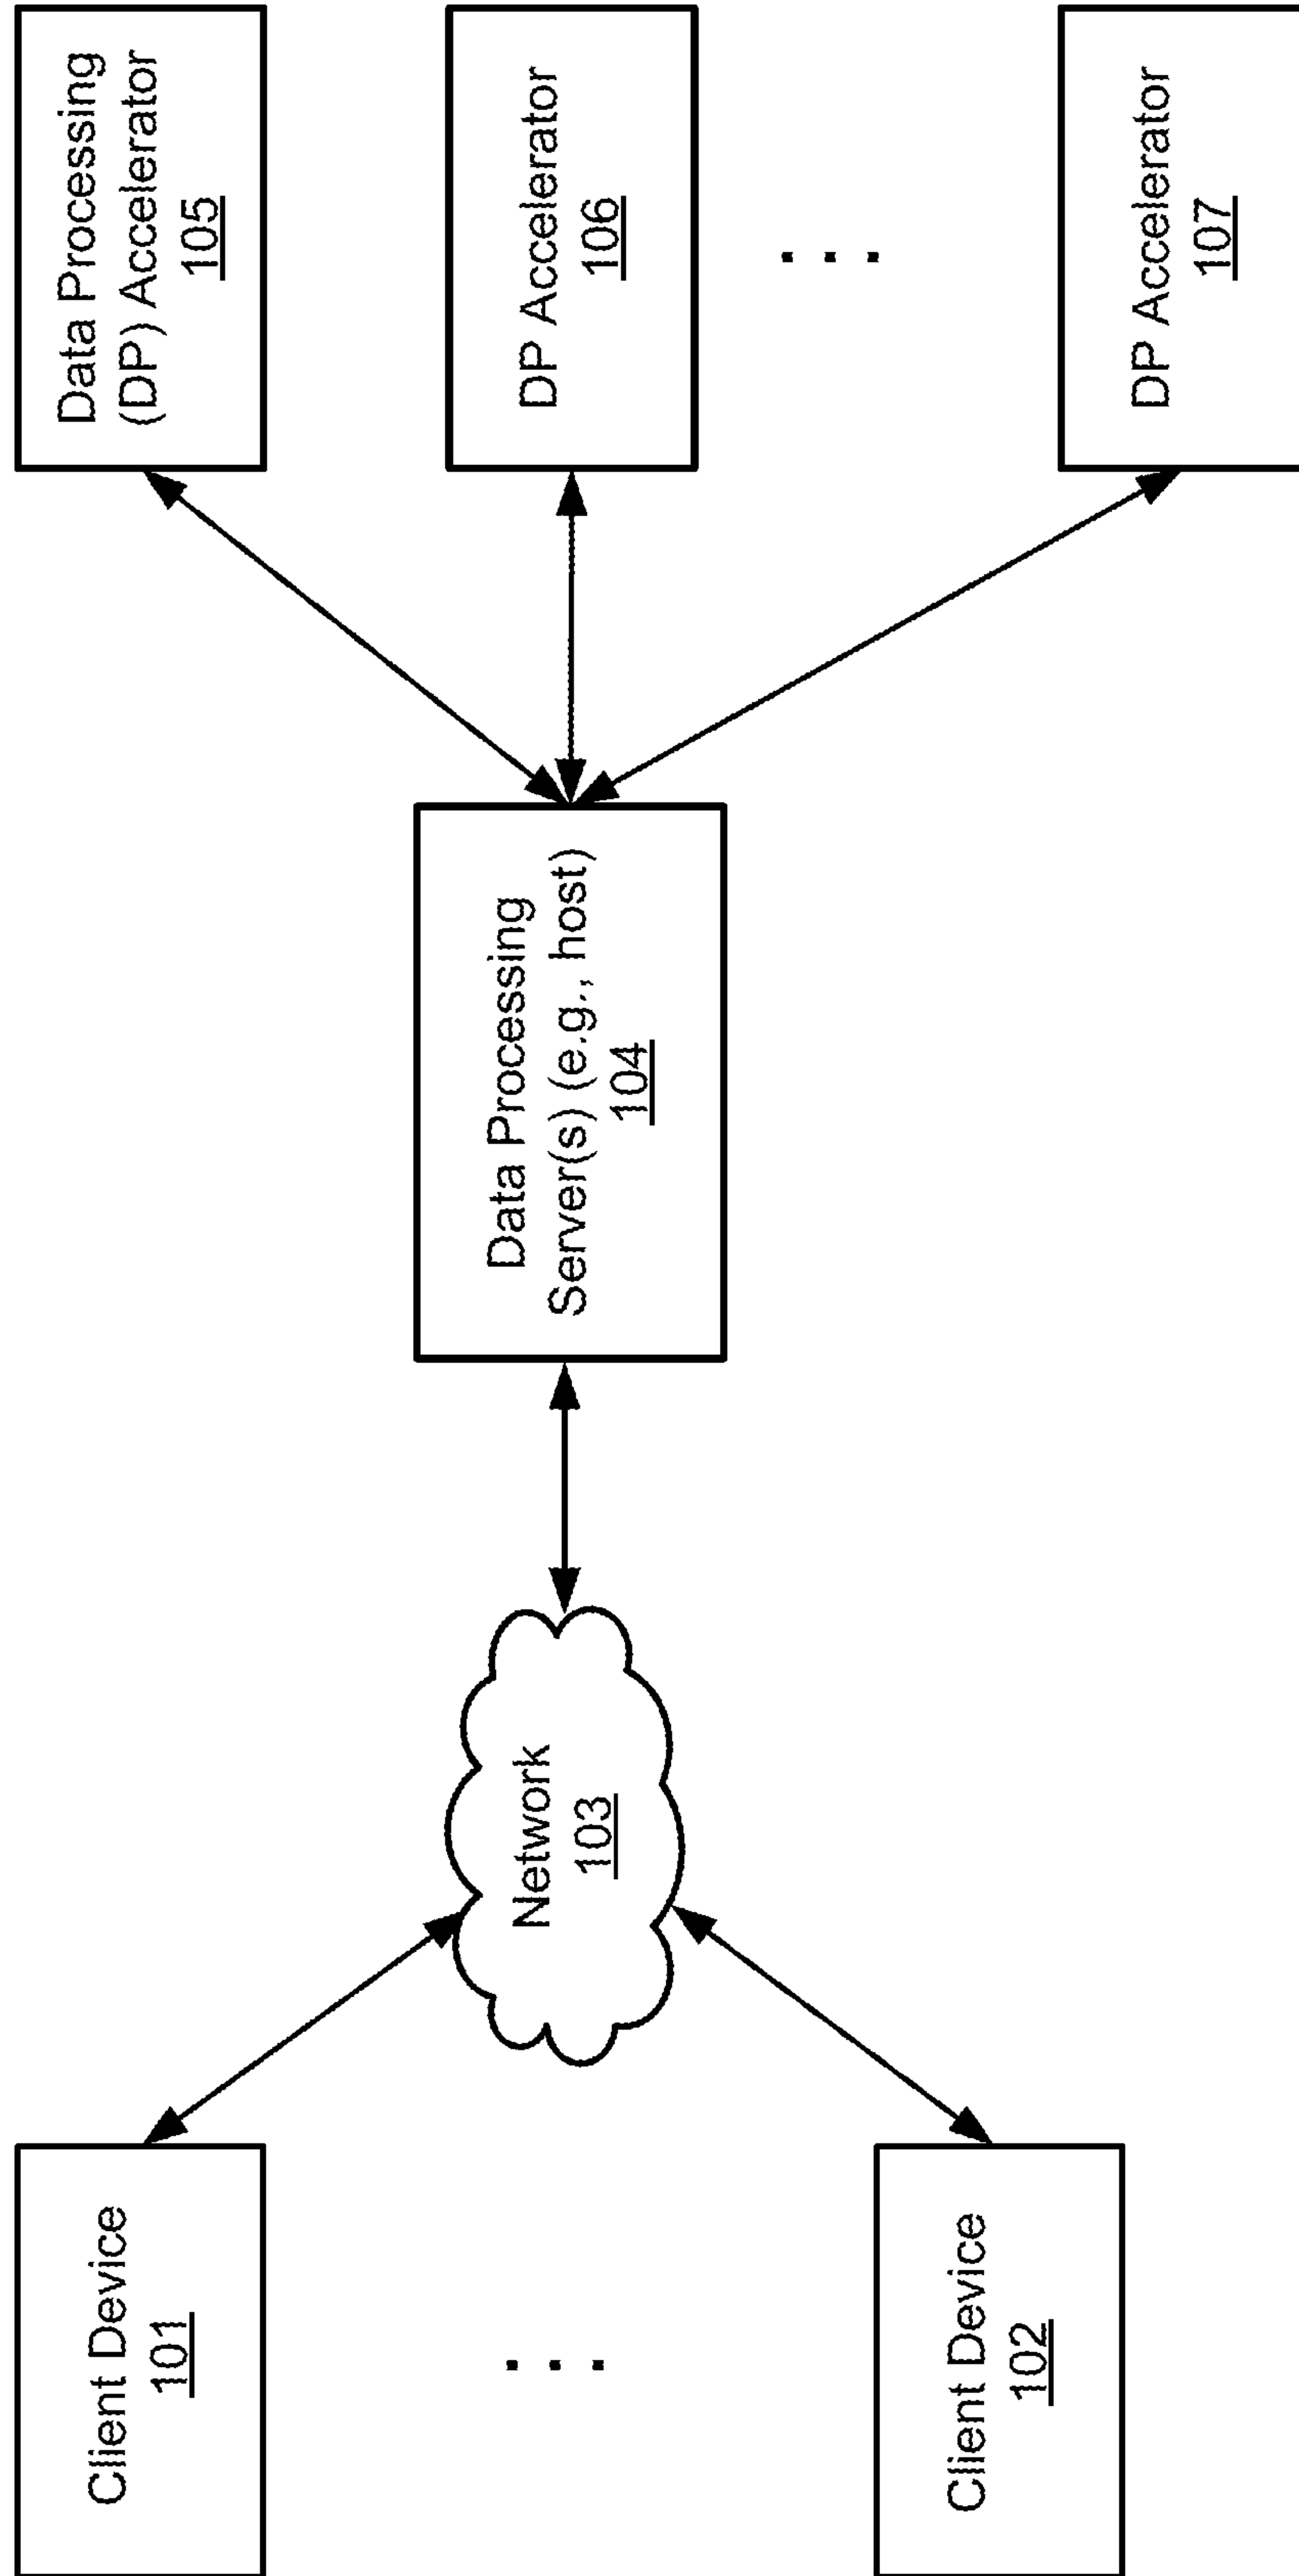 Client Device
101
Client Device
102
Network
103
Data Processing
Server(s) (e.g., host)
104
Data Processing
(DP) Accelerator
105
DP Accelerator
106
DP Accelerator
107